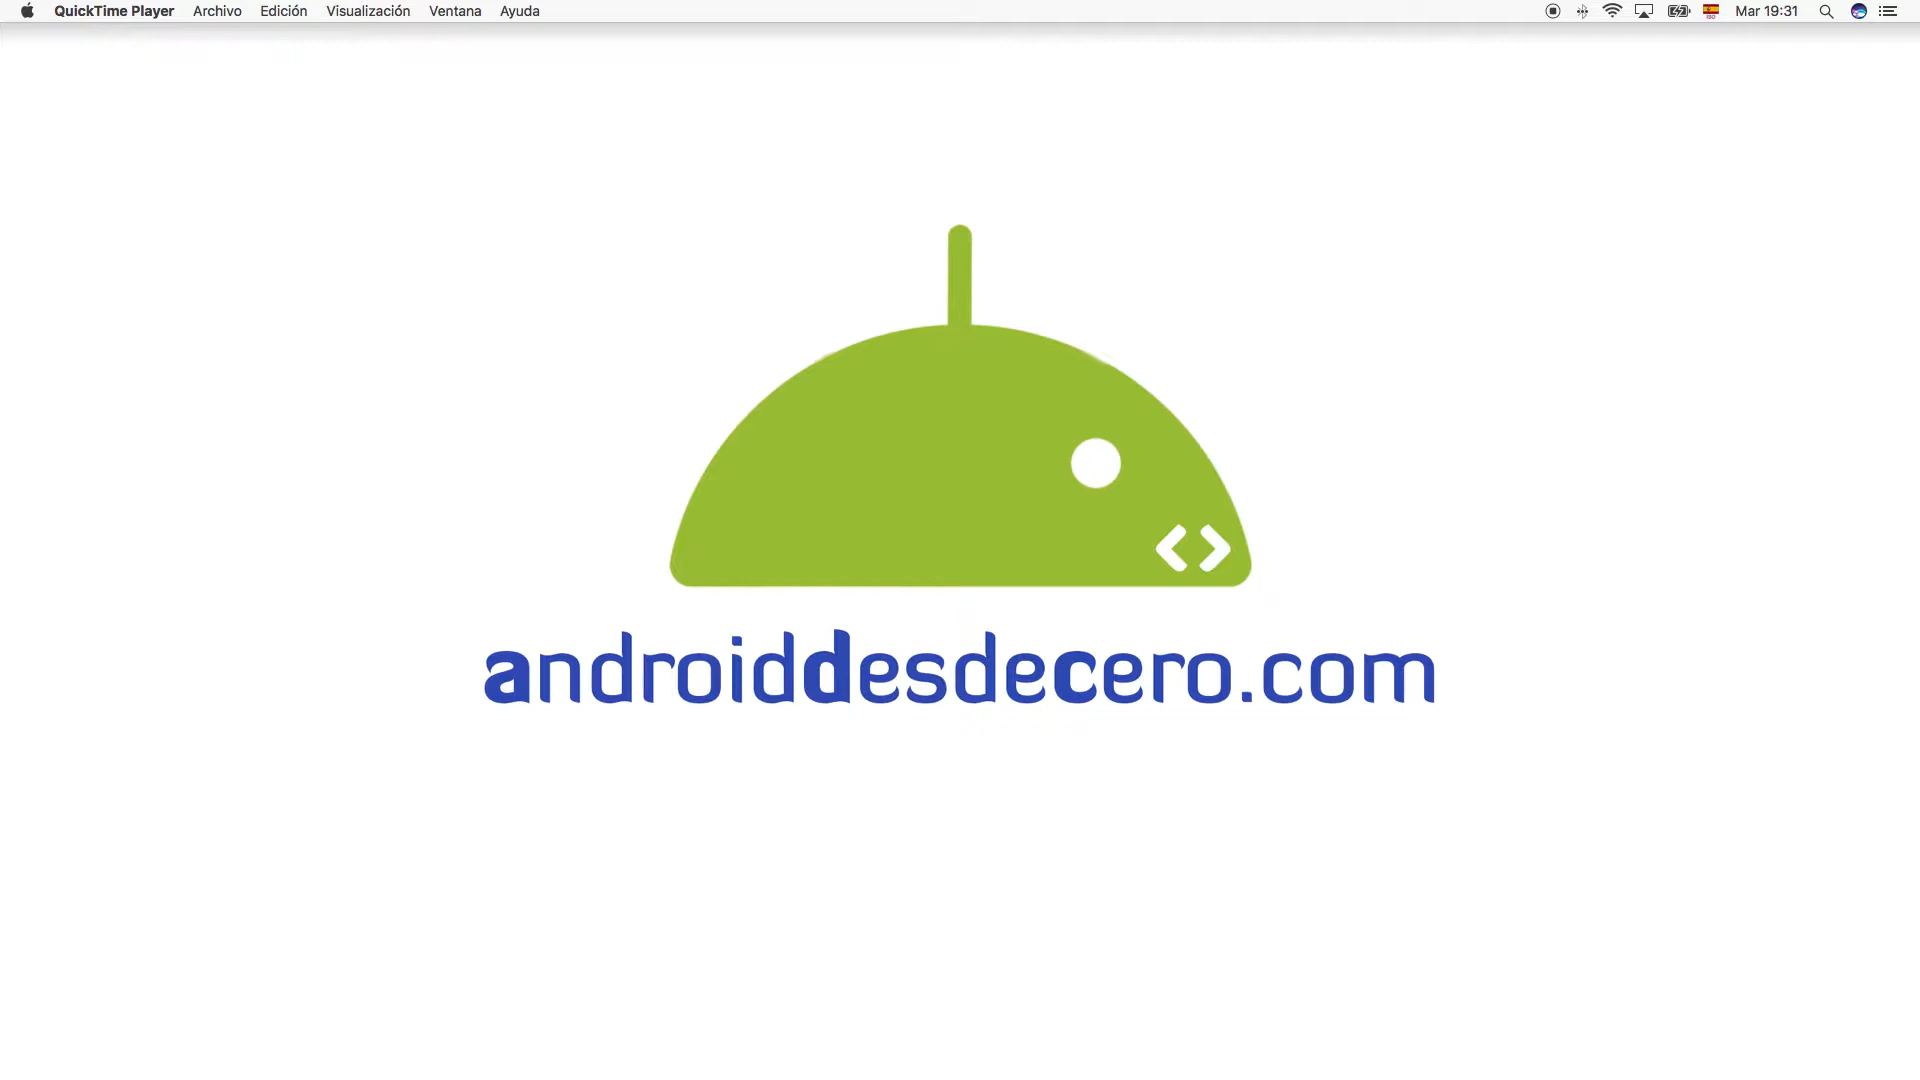 QuickTime Player Archivo Edición Visualización Ventana Ayuda Mar 19:31
androiddesdecero.com